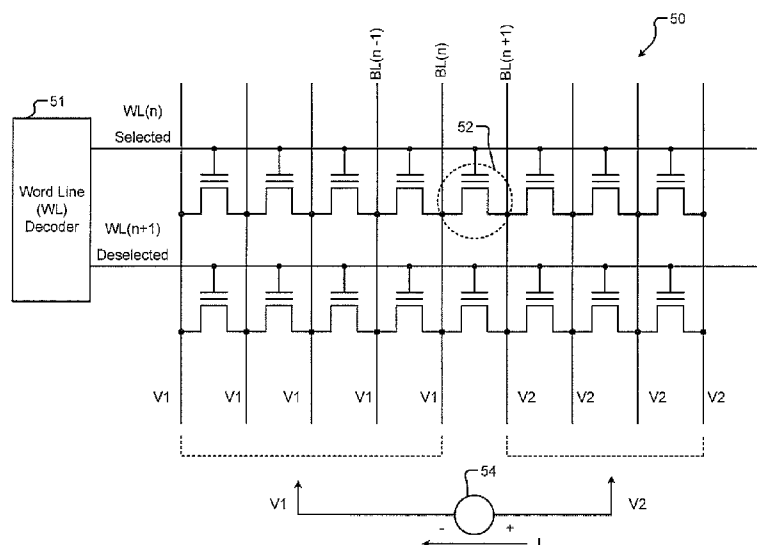 50
BL(n -1)
BL(n)
BL(n +1)
51
WL(n)
Selected
52
Word Line
(WL)
Decoder
WL(n+1)
Deselected
V1 V1 V1 V1 V1 V2 V2 V2 V2
54
V1 V2
- +
I